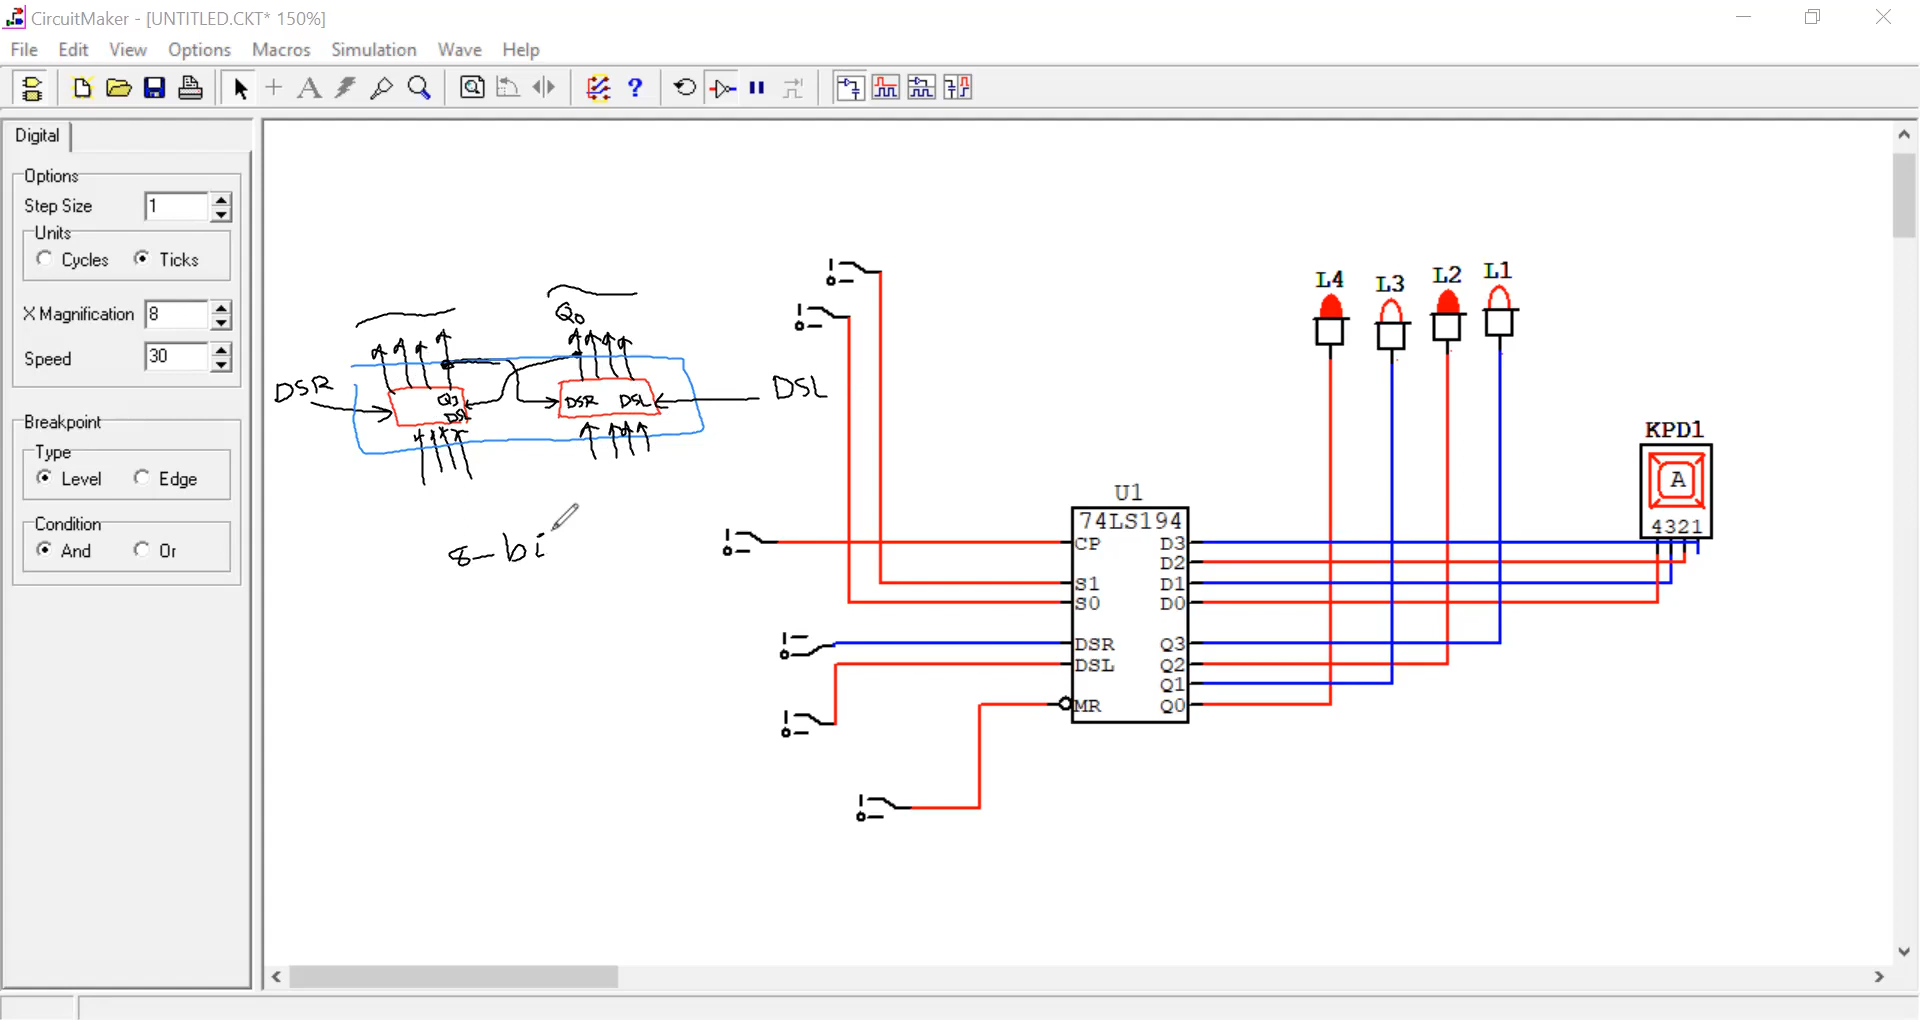 CircuitMaker - [UNTITLED.CKT* 150%]
File Edit View Options Macros Simulation Wave Help
A ?
Digital
Options
Step Size 1
Units
Cycles Ticks
X Magnification 8
Speed 30
Breakpoint
Type
Level Edge
Condition
And Or
Q0
DSR
Q3
DSL
DSR DSL
DSL
8-bi
L4 L3 L2 L1
KPD1
A
4321
U1
74LS194
CP D3
D2
S1 D1
S0 D0
DSR Q3
DSL Q2
Q1
MR Q0